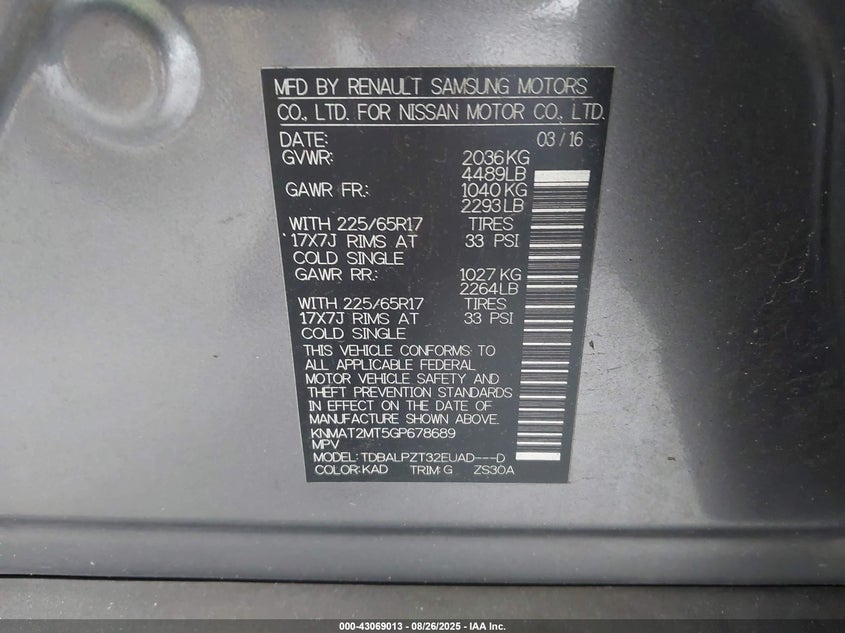 MFD BY RENAULT SAMSUNG MOTORS
CO., LTD. FOR NISSAN MOTOR CO., LTD.
DATE: 03/16
GVWR: 2036KG
4489LB
GAWR FR.: 1040KG
2293LB
WITH 225/65R17 TIRES
17X7J RIMS AT 33 PSI
COLD SINGLE
GAWR RR.: 1027KG
2264LB
WITH 225/65R17 TIRES
17X7J RIMS AT 33 PSI
COLD SINGLE
THIS VEHICLE CONFORMS TO
ALL APPLICABLE FEDERAL
MOTOR VEHICLE SAFETY AND
THEFT PREVENTION STANDARDS
IN EFFECT ON THE DATE OF
MANUFACTURE SHOWN ABOVE.
KNMAT2MT5GP678689
MPV
MODEL: TDBALPZT32EUAD---D
COLOR: KAD TRIM: G ZS30A
000-43069013 - 08/26/2025 - IAA Inc.